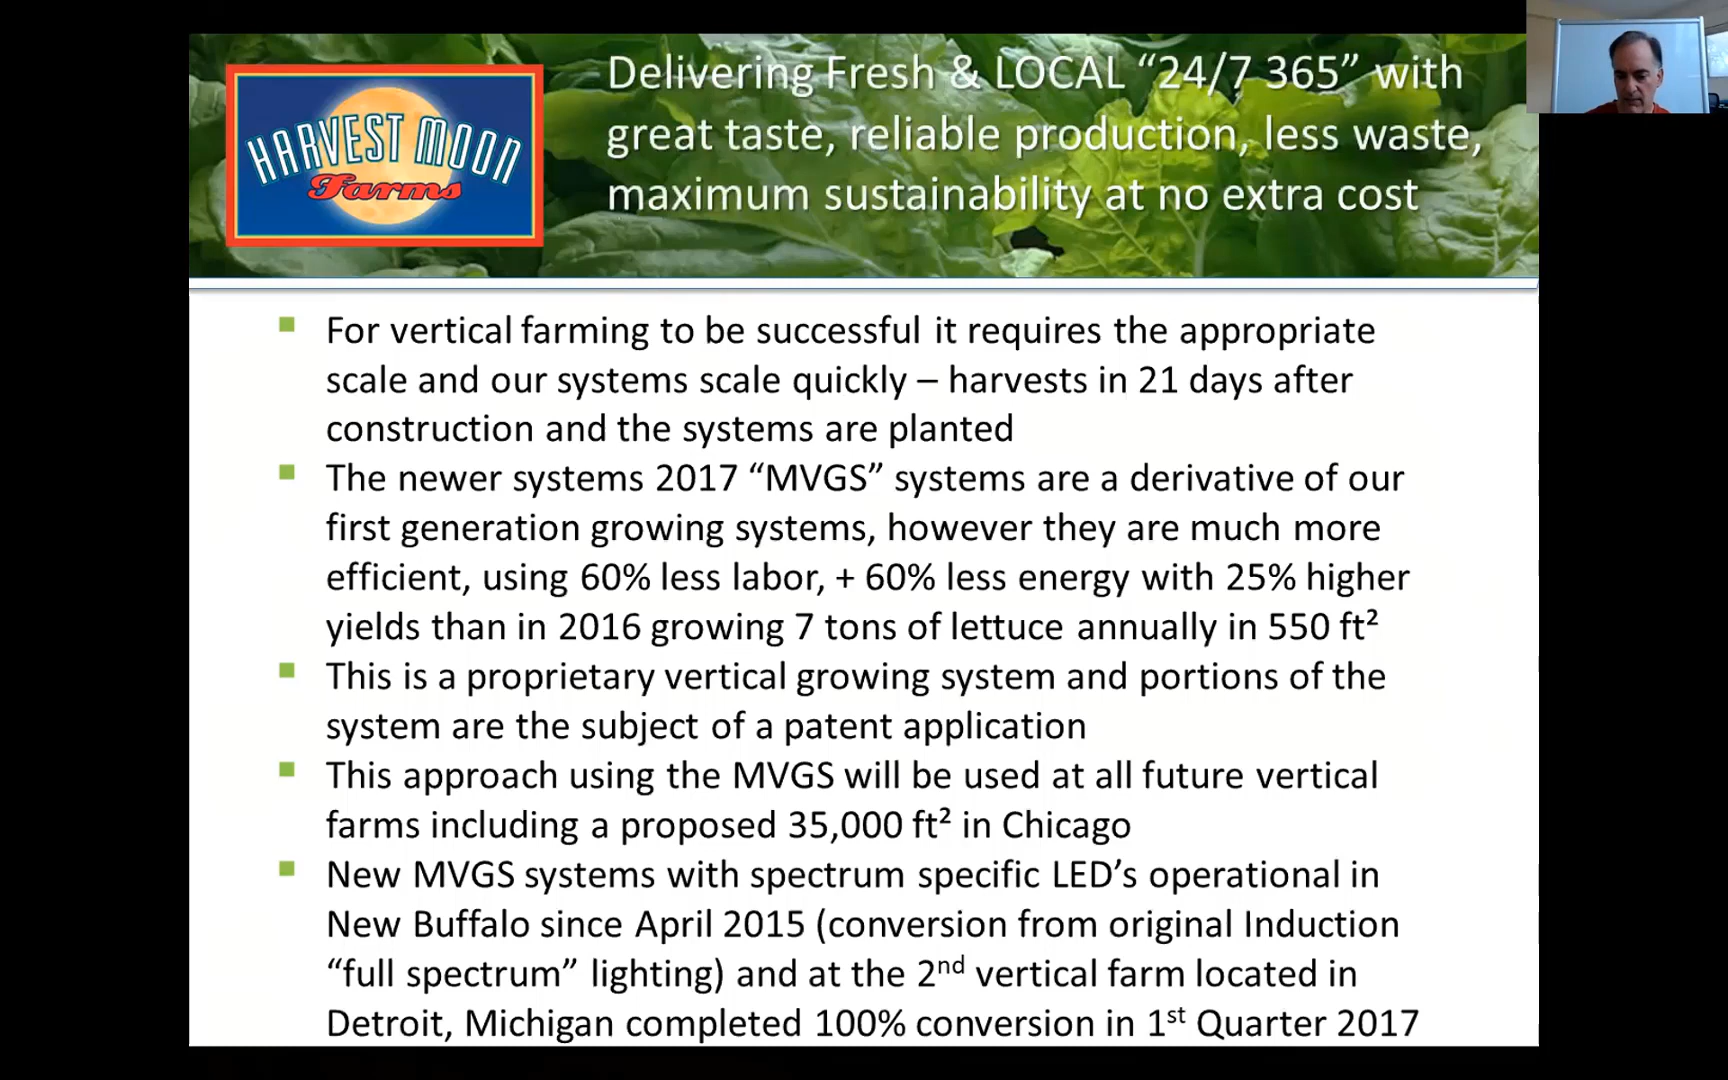 HARVEST MOON
Farms
Delivering Fresh & LOCAL “24/7 365” with
great taste, reliable production, less waste,
maximum sustainability at no extra cost
For vertical farming to be successful it requires the appropriate
scale and our systems scale quickly – harvests in 21 days after
construction and the systems are planted
The newer systems 2017 “MVGS” systems are a derivative of our
first generation growing systems, however they are much more
efficient, using 60% less labor, + 60% less energy with 25% higher
yields than in 2016 growing 7 tons of lettuce annually in 550 ft²
This is a proprietary vertical growing system and portions of the
system are the subject of a patent application
This approach using the MVGS will be used at all future vertical
farms including a proposed 35,000 ft² in Chicago
New MVGS systems with spectrum specific LED’s operational in
New Buffalo since April 2015 (conversion from original Induction
“full spectrum” lighting) and at the 2nd vertical farm located in
Detroit, Michigan completed 100% conversion in 1st Quarter 2017